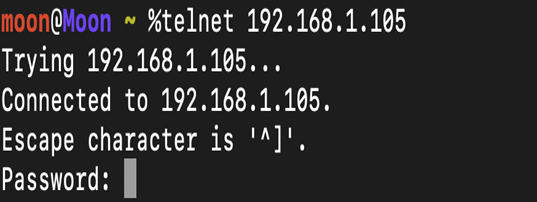 moon@Moon ~ %telnet 192.168.1.105
Trying 192.168.1.105...
Connected to 192.168.1.105.
Escape character is '^]'.
Password: